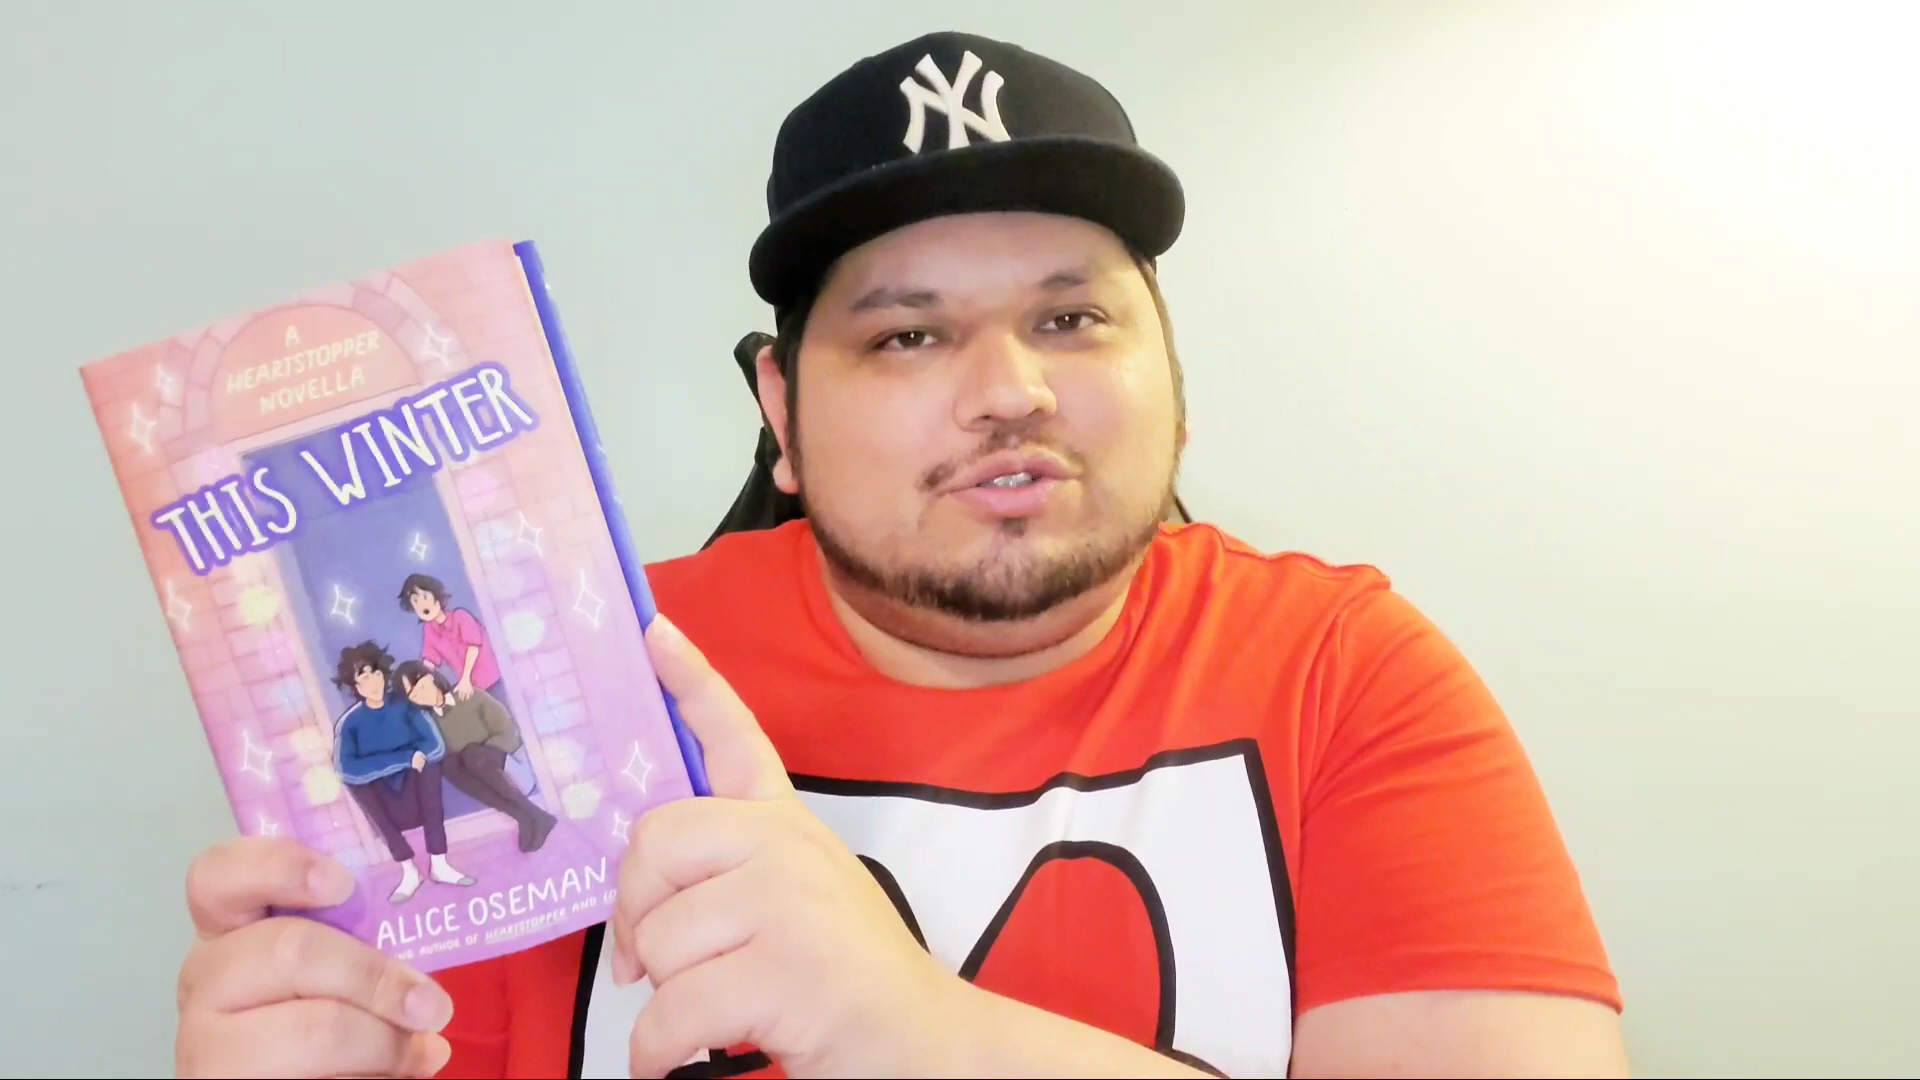 NY
A
HEARTSTOPPER
NOVELLA
THIS WINTER
ALICE OSEMAN
AUTHOR OF HEARTSTOPPER AND